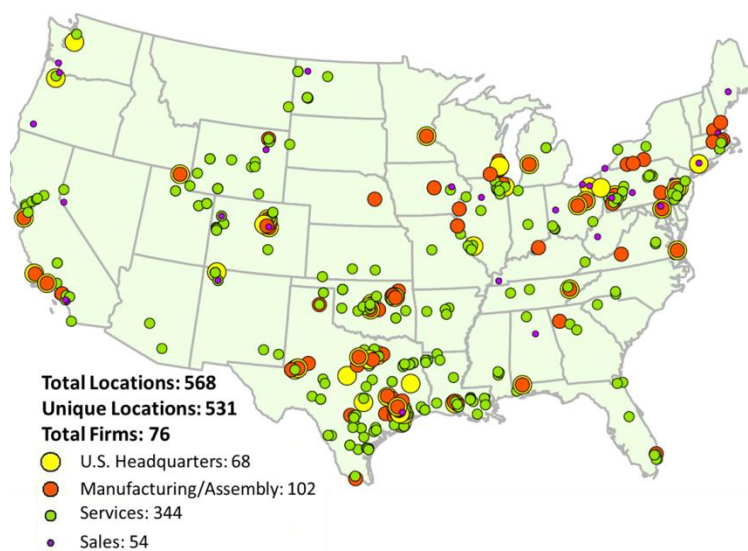 Total Locations: 568
Unique Locations: 531
Total Firms: 76
U.S. Headquarters: 68
Manufacturing/Assembly: 102
Services: 344
Sales: 54